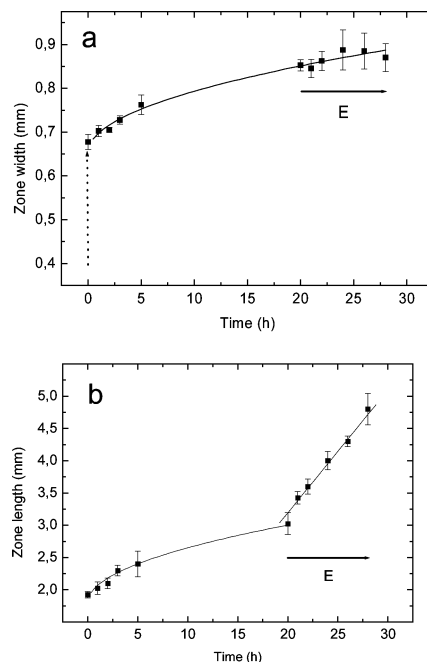 a
0,9
0,8
0,7
0,6
0,5
0,4
Zone width (mm)
E
0 5 10 15 20 25 30
Time (h)
b
5,0
4,5
4,0
3,5
3,0
2,5
2,0
Zone length (mm)
E
0 5 10 15 20 25 30
Time (h)